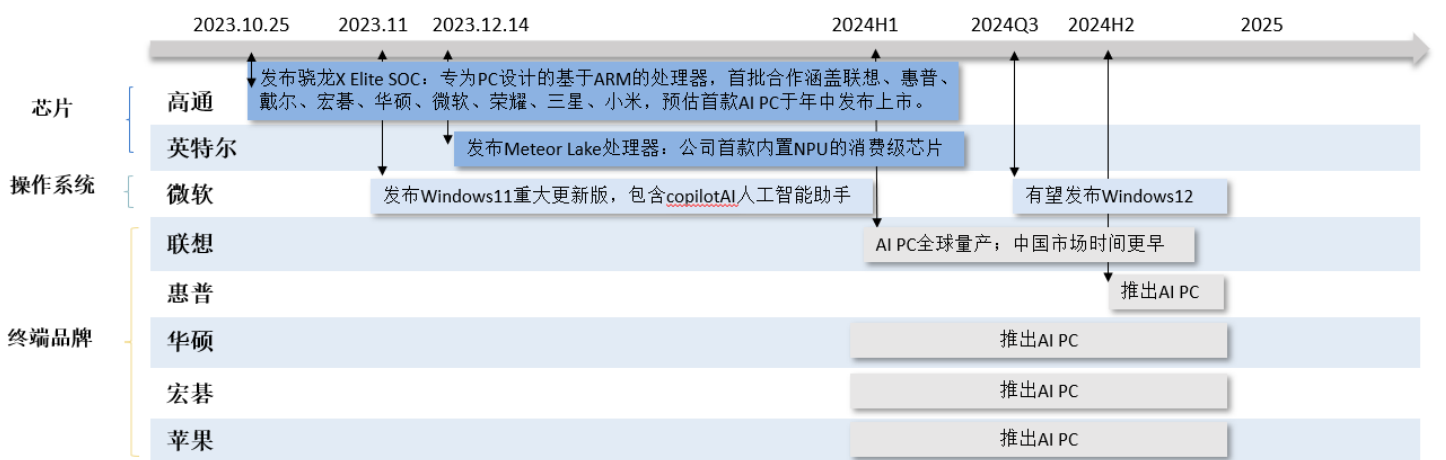 2023.10.25 2023.11 2023.12.14 2024H1 2024Q3 2024H2 2025
芯片
高通
发布骁龙X Elite SOC：专为PC设计的基于ARM的处理器，首批合作涵盖联想、惠普、
戴尔、宏碁、华硕、微软、荣耀、三星、小米，预估首款AI PC于年中发布上市。
英特尔
发布Meteor Lake处理器：公司首款内置NPU的消费级芯片
操作系统
微软
发布Windows11重大更新版，包含copilotAI人工智能助手
有望发布Windows12
终端品牌
联想
AI PC全球量产；中国市场时间更早
惠普
推出AI PC
华硕
推出AI PC
宏碁
推出AI PC
苹果
推出AI PC